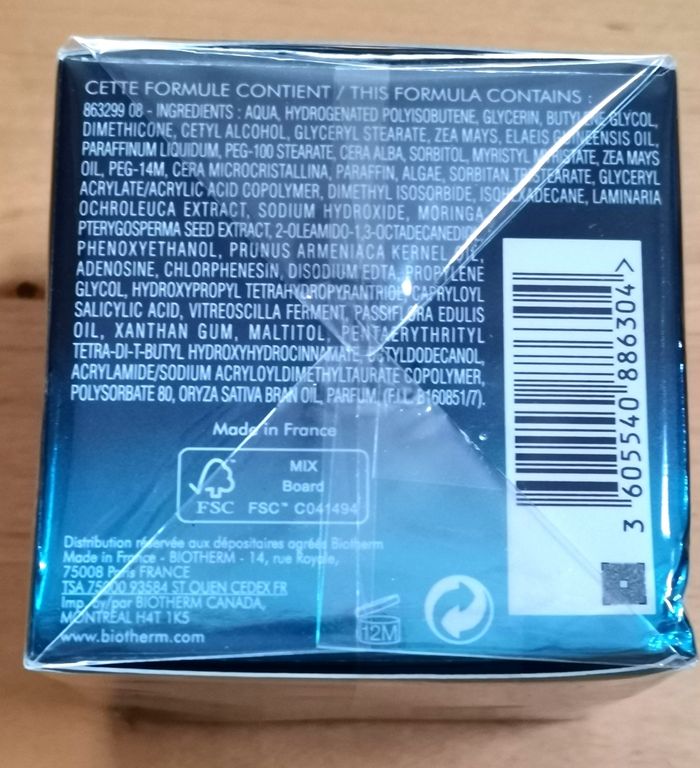 CETTE FORMULE CONTIENT / THIS FORMULA CONTAINS :
863299 08 - INGREDIENTS : AQUA, HYDROGENATED POLYISOBUTENE, GLYCERIN, BUTYLENE GLYCOL,
DIMETHICONE, CETYL ALCOHOL, GLYCERYL STEARATE, ZEA MAYS, ELAEIS GUINEENSIS OIL,
PARAFFINUM LIQUIDUM, PEG-100 STEARATE, CERA ALBA, SORBITOL, MYRISTYL MYRISTATE, ZEA MAYS
OIL, PEG-14M, CERA MICROCRISTALLINA, PARAFFIN, ALGAE, SORBITAN TRISTEARATE, GLYCERYL
ACRYLATE/ACRYLIC ACID COPOLYMER, DIMETHYL ISOSORBIDE, ISOHEXADECANE, LAMINARIA
OCHROLEUCA EXTRACT, SODIUM HYDROXIDE, MORINGA
PTERYGOSPERMA SEED EXTRACT, 2-OLEAMIDO-1,3-OCTADECANEDIOL,
PHENOXYETHANOL, PRUNUS ARMENIACA KERNEL OIL,
ADENOSINE, CHLORPHENESIN, DISODIUM EDTA, PROPYLENE
GLYCOL, HYDROXYPROPYL TETRAHYDROPYRANTRIOL, CAPRYLOYL
SALICYLIC ACID, VITREOSCILLA FERMENT, PASSIFLORA EDULIS
OIL, XANTHAN GUM, MALTITOL, PENTAERYTHRITYL
TETRA-DI-T-BUTYL HYDROXYHYDROCINNAMATE, OCTYLDODECANOL,
ACRYLAMIDE/SODIUM ACRYLOYLDIMETHYLTAURATE COPOLYMER,
POLYSORBATE 80, ORYZA SATIVA BRAN OIL, PARFUM. (F.I.L. B160851/7).
Made in France
MIX
Board
FSC FSC™ C041494
Distribution réservée aux dépositaires agréés Biotherm
Made in France - BIOTHERM - 14, rue Royale,
75008 Paris FRANCE
TSA 75000 93584 ST OUEN CEDEX FR
Imp. by/par BIOTHERM CANADA,
MONTRÉAL H4T 1K5
www.biotherm.com
12M
3 605540 886304 >